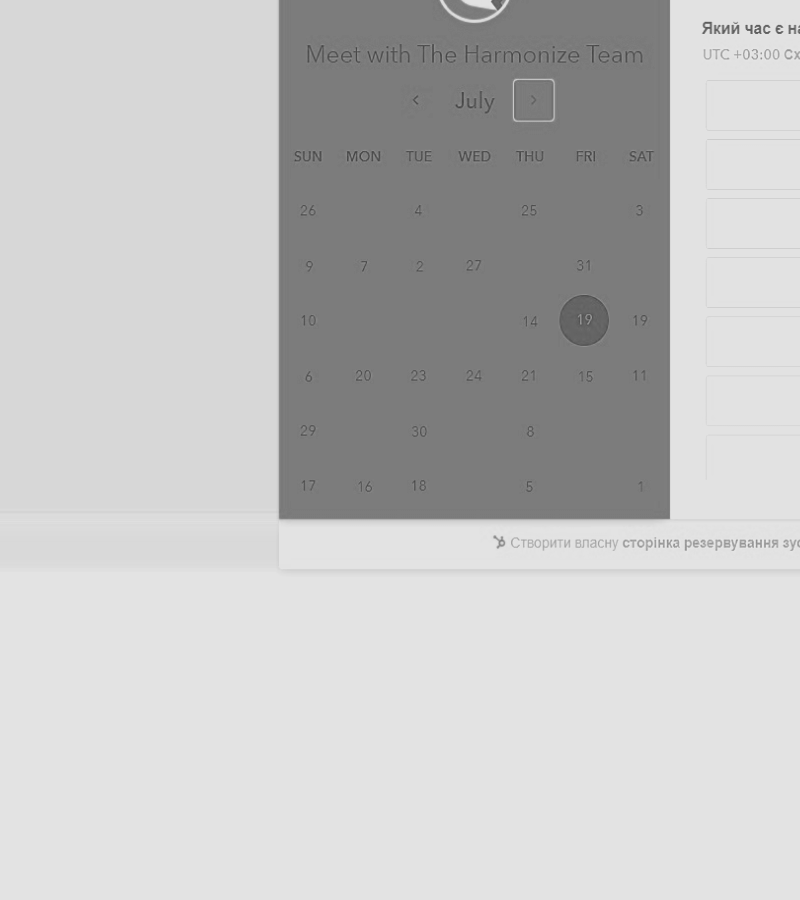 Який час є на
Meet with The Harmonize Team
UTC +03:00 Сх
July
SUN MON TUE WED THU FRI SAT
26 4 25 3
9 7 2 27 31
10 14 19 19
6 20 23 24 21 15 11
29 30 8
17 16 18 5 1
Створити власну сторінка резервування зус